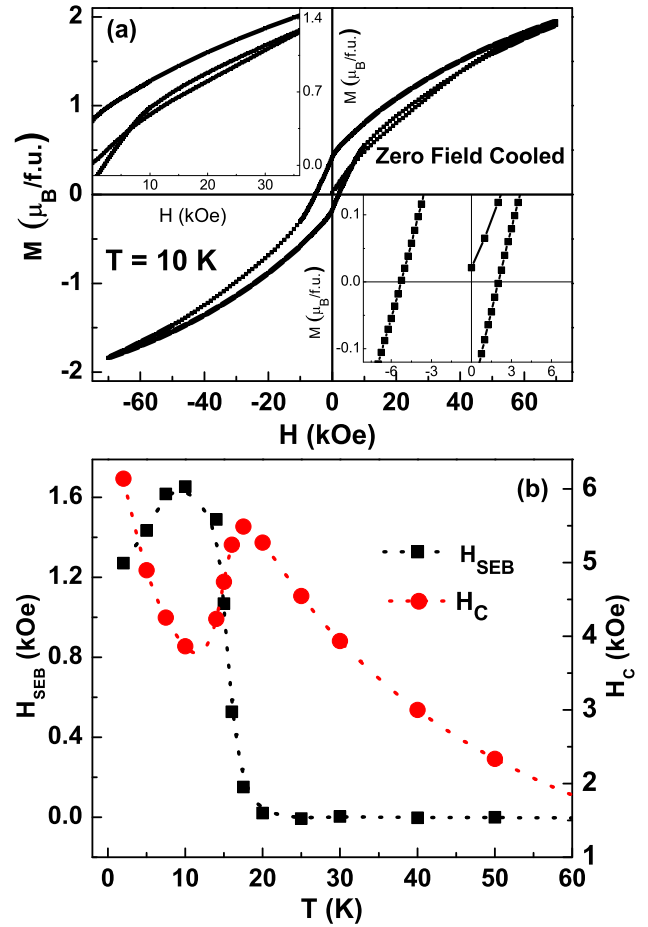 (a)
2
1
0
-1
-2
M (μB/f.u.)
-60 -40 -20 0 20 40 60
H (kOe)
T = 10 K
Zero Field Cooled
1.4
0.7
0.0
M (μB/f.u.)
10 20 30
H (kOe)
0.1
0.0
-0.1
M (μB/f.u.)
-6 -3 0 3 6
(b)
1.6
1.2
0.8
0.4
0.0
HSEB (kOe)
HSEB
HC
6
5
4
3
2
1
HC (kOe)
0 10 20 30 40 50 60
T (K)